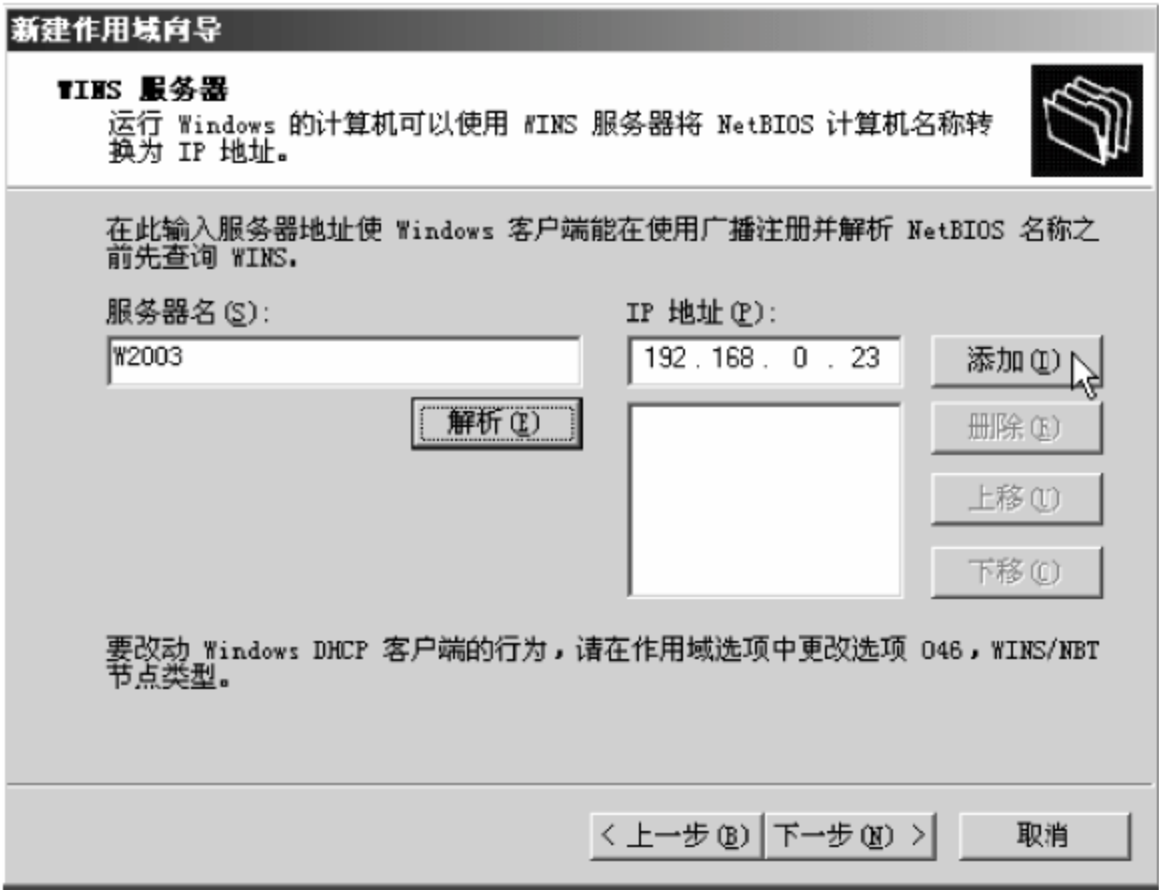 新建作用域向导
WINS 服务器
运行 Windows 的计算机可以使用 WINS 服务器将 NetBIOS 计算机名称转
换为 IP 地址。
在此输入服务器地址使 Windows 客户端能在使用广播注册并解析 NetBIOS 名称之
前先查询 WINS.
服务器名(S): IP 地址(P):
W2003 192.168.0.23 添加(I)
解析(E) 删除(R)
上移(U)
下移(C)
要改动 Windows DHCP 客户端的行为，请在作用域选项中更改选项 046，WINS/NBT
节点类型。
< 上一步(B) 下一步(N) > 取消